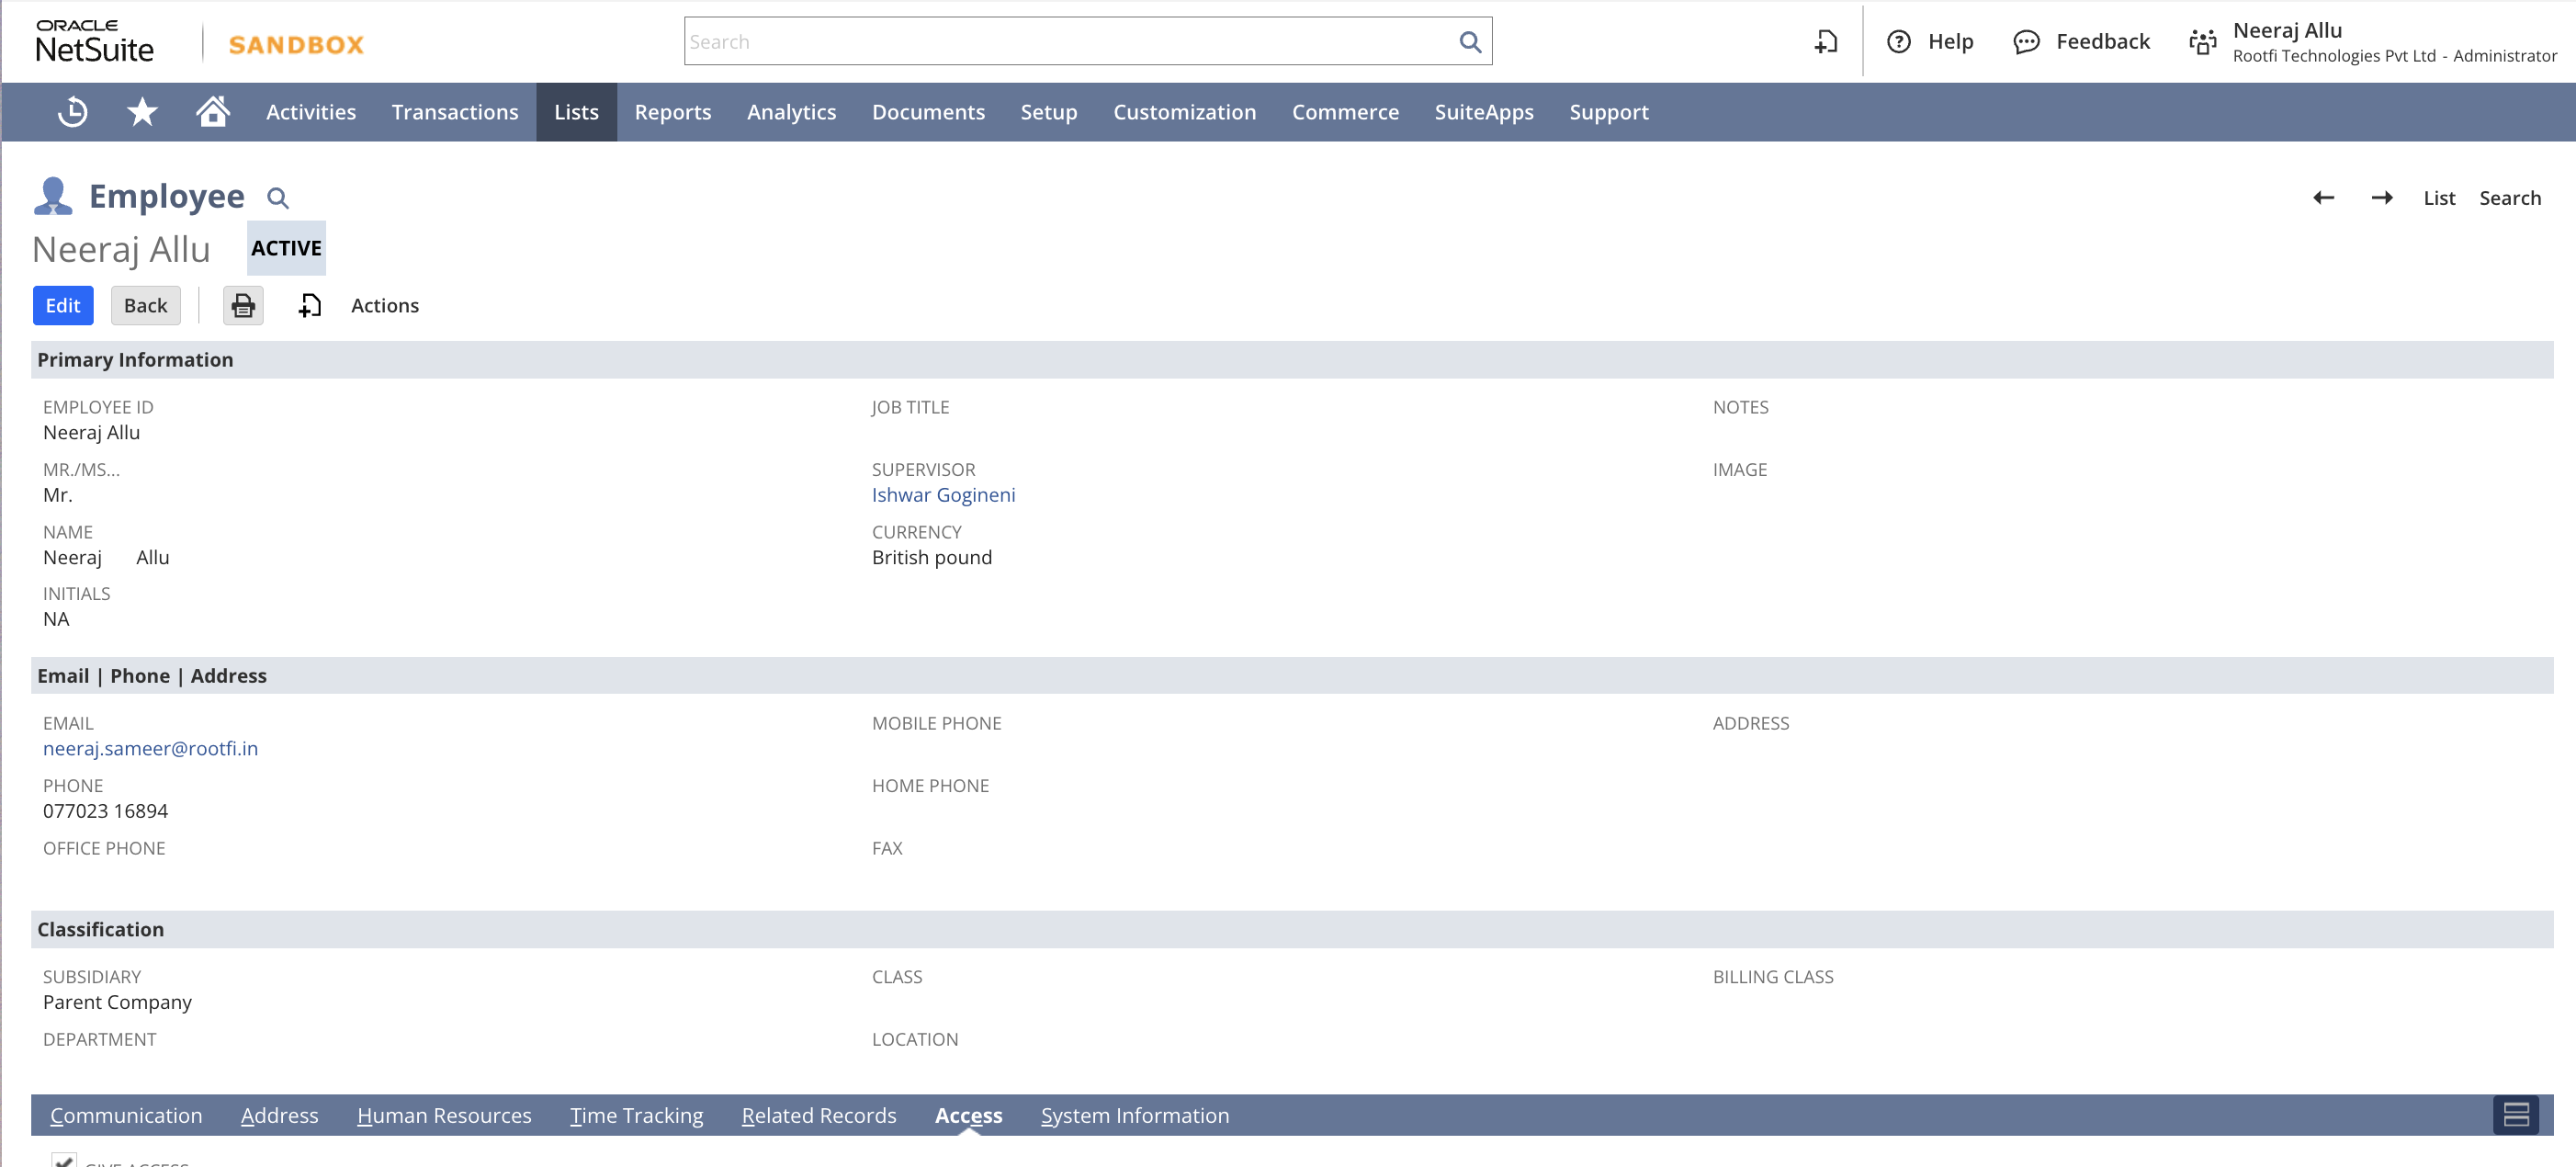 ORACLE
NetSuite
SANDBOX
Search
Help
Feedback
Neeraj Allu
Rootfi Technologies Pvt Ltd - Administrator
Activities Transactions Lists Reports Analytics Documents Setup Customization Commerce SuiteApps Support
Employee
List Search
Neeraj Allu ACTIVE
Edit Back Actions
Primary Information
EMPLOYEE ID
Neeraj Allu
MR./MS...
Mr.
NAME
Neeraj Allu
INITIALS
NA
JOB TITLE
SUPERVISOR
Ishwar Gogineni
CURRENCY
British pound
NOTES
IMAGE
Email | Phone | Address
EMAIL
neeraj.sameer@rootfi.in
PHONE
077023 16894
OFFICE PHONE
MOBILE PHONE
HOME PHONE
FAX
ADDRESS
Classification
SUBSIDIARY
Parent Company
DEPARTMENT
CLASS
LOCATION
BILLING CLASS
Communication Address Human Resources Time Tracking Related Records Access System Information
GIVE ACCESS